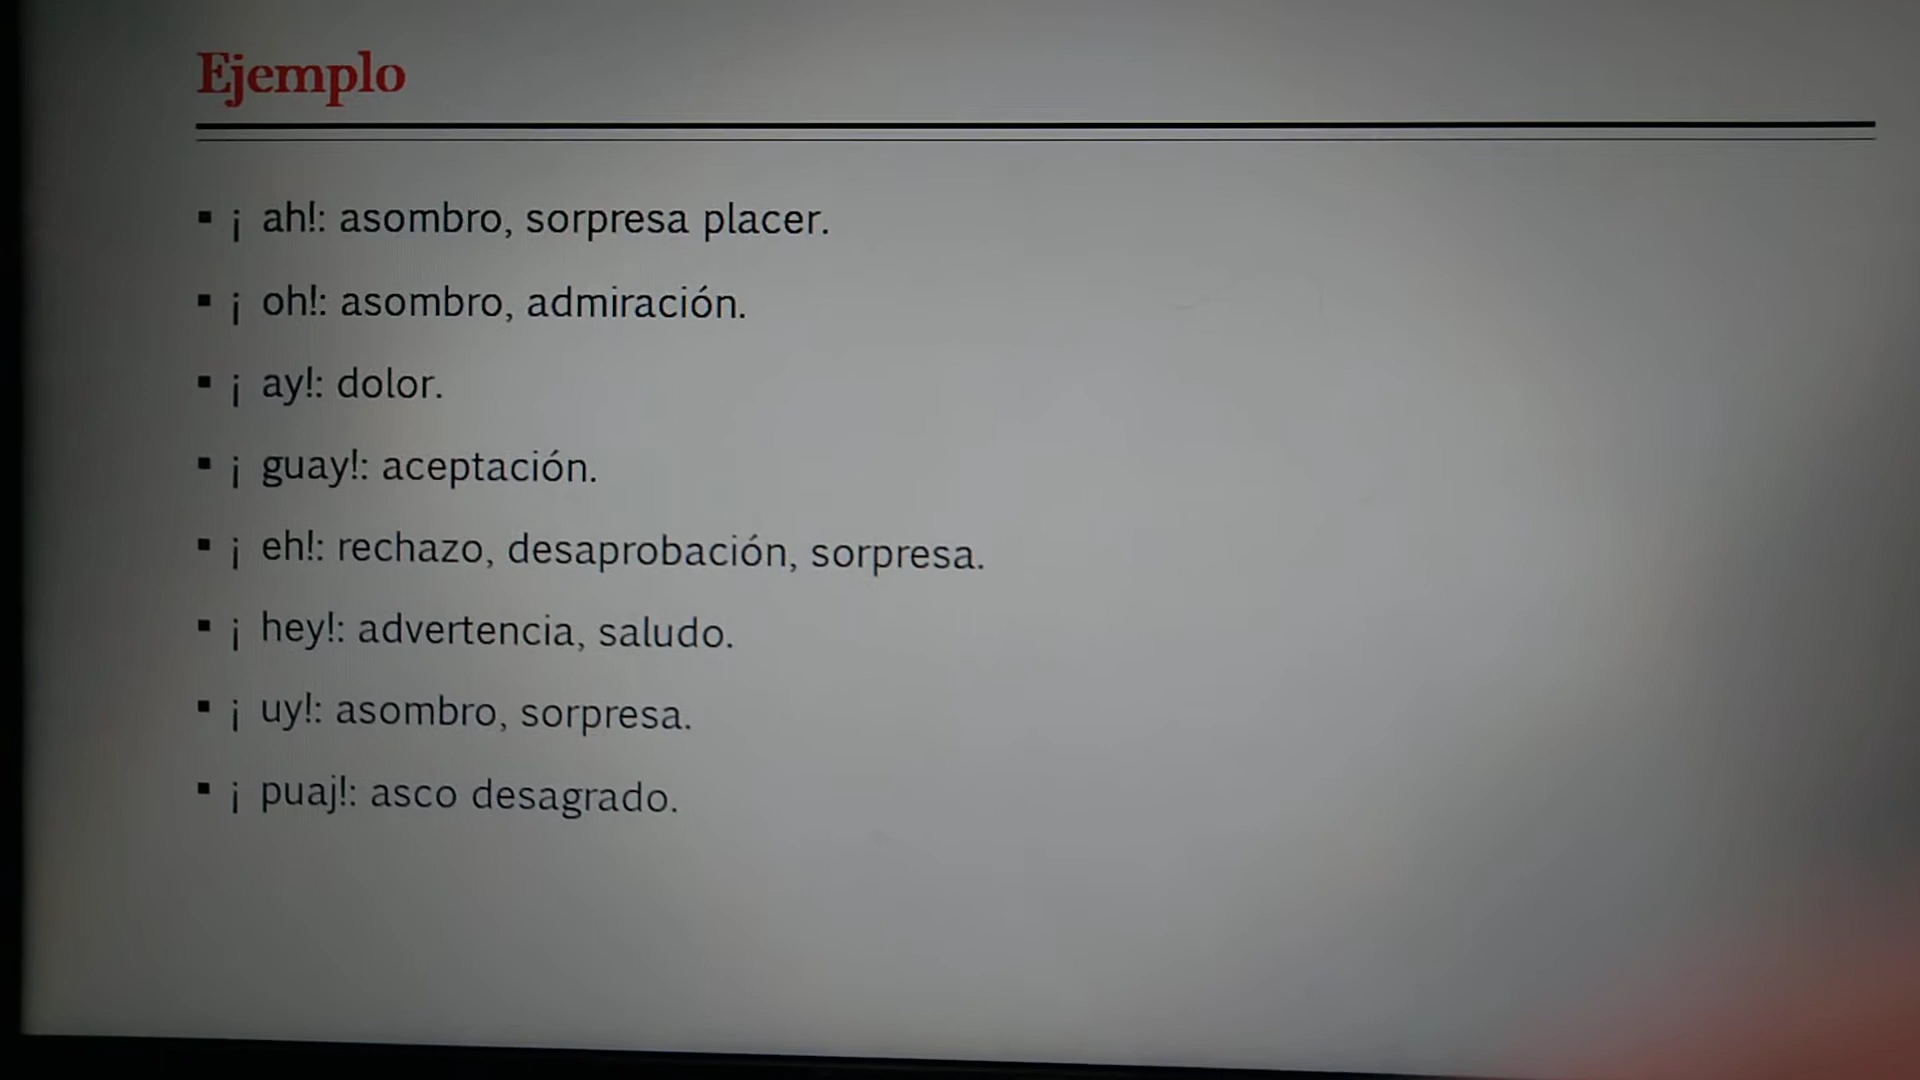 Ejemplo
▪ ¡ ah!: asombro, sorpresa placer.
▪ ¡ oh!: asombro, admiración.
▪ ¡ ay!: dolor.
▪ ¡ guay!: aceptación.
▪ ¡ eh!: rechazo, desaprobación, sorpresa.
▪ ¡ hey!: advertencia, saludo.
▪ ¡ uy!: asombro, sorpresa.
▪ ¡ puaj!: asco desagrado.